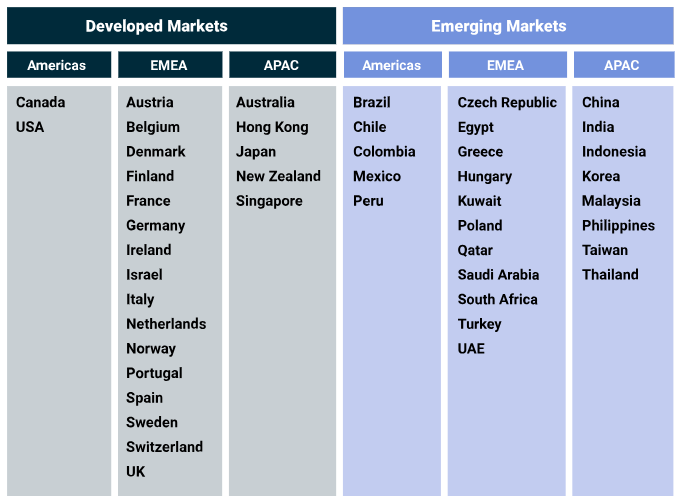 Developed Markets
Emerging Markets
Americas
EMEA
APAC
Americas
EMEA
APAC
Canada
USA
Austria
Belgium
Denmark
Finland
France
Germany
Ireland
Israel
Italy
Netherlands
Norway
Portugal
Spain
Sweden
Switzerland
UK
Australia
Hong Kong
Japan
New Zealand
Singapore
Brazil
Chile
Colombia
Mexico
Peru
Czech Republic
Egypt
Greece
Hungary
Kuwait
Poland
Qatar
Saudi Arabia
South Africa
Turkey
UAE
China
India
Indonesia
Korea
Malaysia
Philippines
Taiwan
Thailand